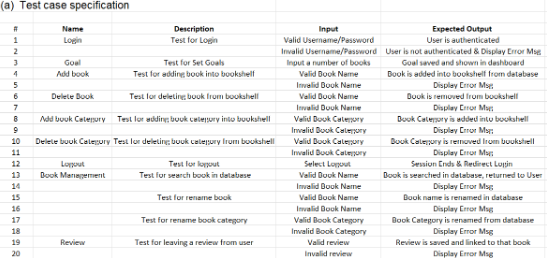 (a) Test case specification
# Name Description Input Expected Output
1 Login Test for Login Valid Username/Password User is authenticated
2 Invalid Username/Password User is not authenticated & Display Error Msg
3 Goal Test for Set Goals Input a number of books Goal saved and shown in dashboard
4 Add book Test for adding book into bookshelf Valid Book Name Book is added into bookshelf from database
5 Invalid Book Name Display Error Msg
6 Delete Book Test for deleting book from bookshelf Valid Book Name Book is removed from bookshelf
7 Invalid Book Name Display Error Msg
8 Add book Category Test for adding book category into bookshelf Valid Book Category Book Category is added into bookshelf
9 Invalid Book Category Display Error Msg
10 Delete book Category Test for deleting book category from bookshelf Valid Book Category Book Category is removed from bookshelf
11 Invalid Book Category Display Error Msg
12 Logout Test for logout Select Logout Session Ends & Redirect Login
13 Book Management Test for search book in database Valid Book Name Book is searched in database, returned to User
14 Invalid Book Name Display Error Msg
15 Test for rename book Valid Book Name Book name is renamed in database
16 Invalid Book Name Display Error Msg
17 Test for rename book category Valid Book Category Book Category is renamed from database
18 Invalid Book Category Display Error Msg
19 Review Test for leaving a review from user Valid review Review is saved and linked to that book
20 Invalid review Display Error Msg